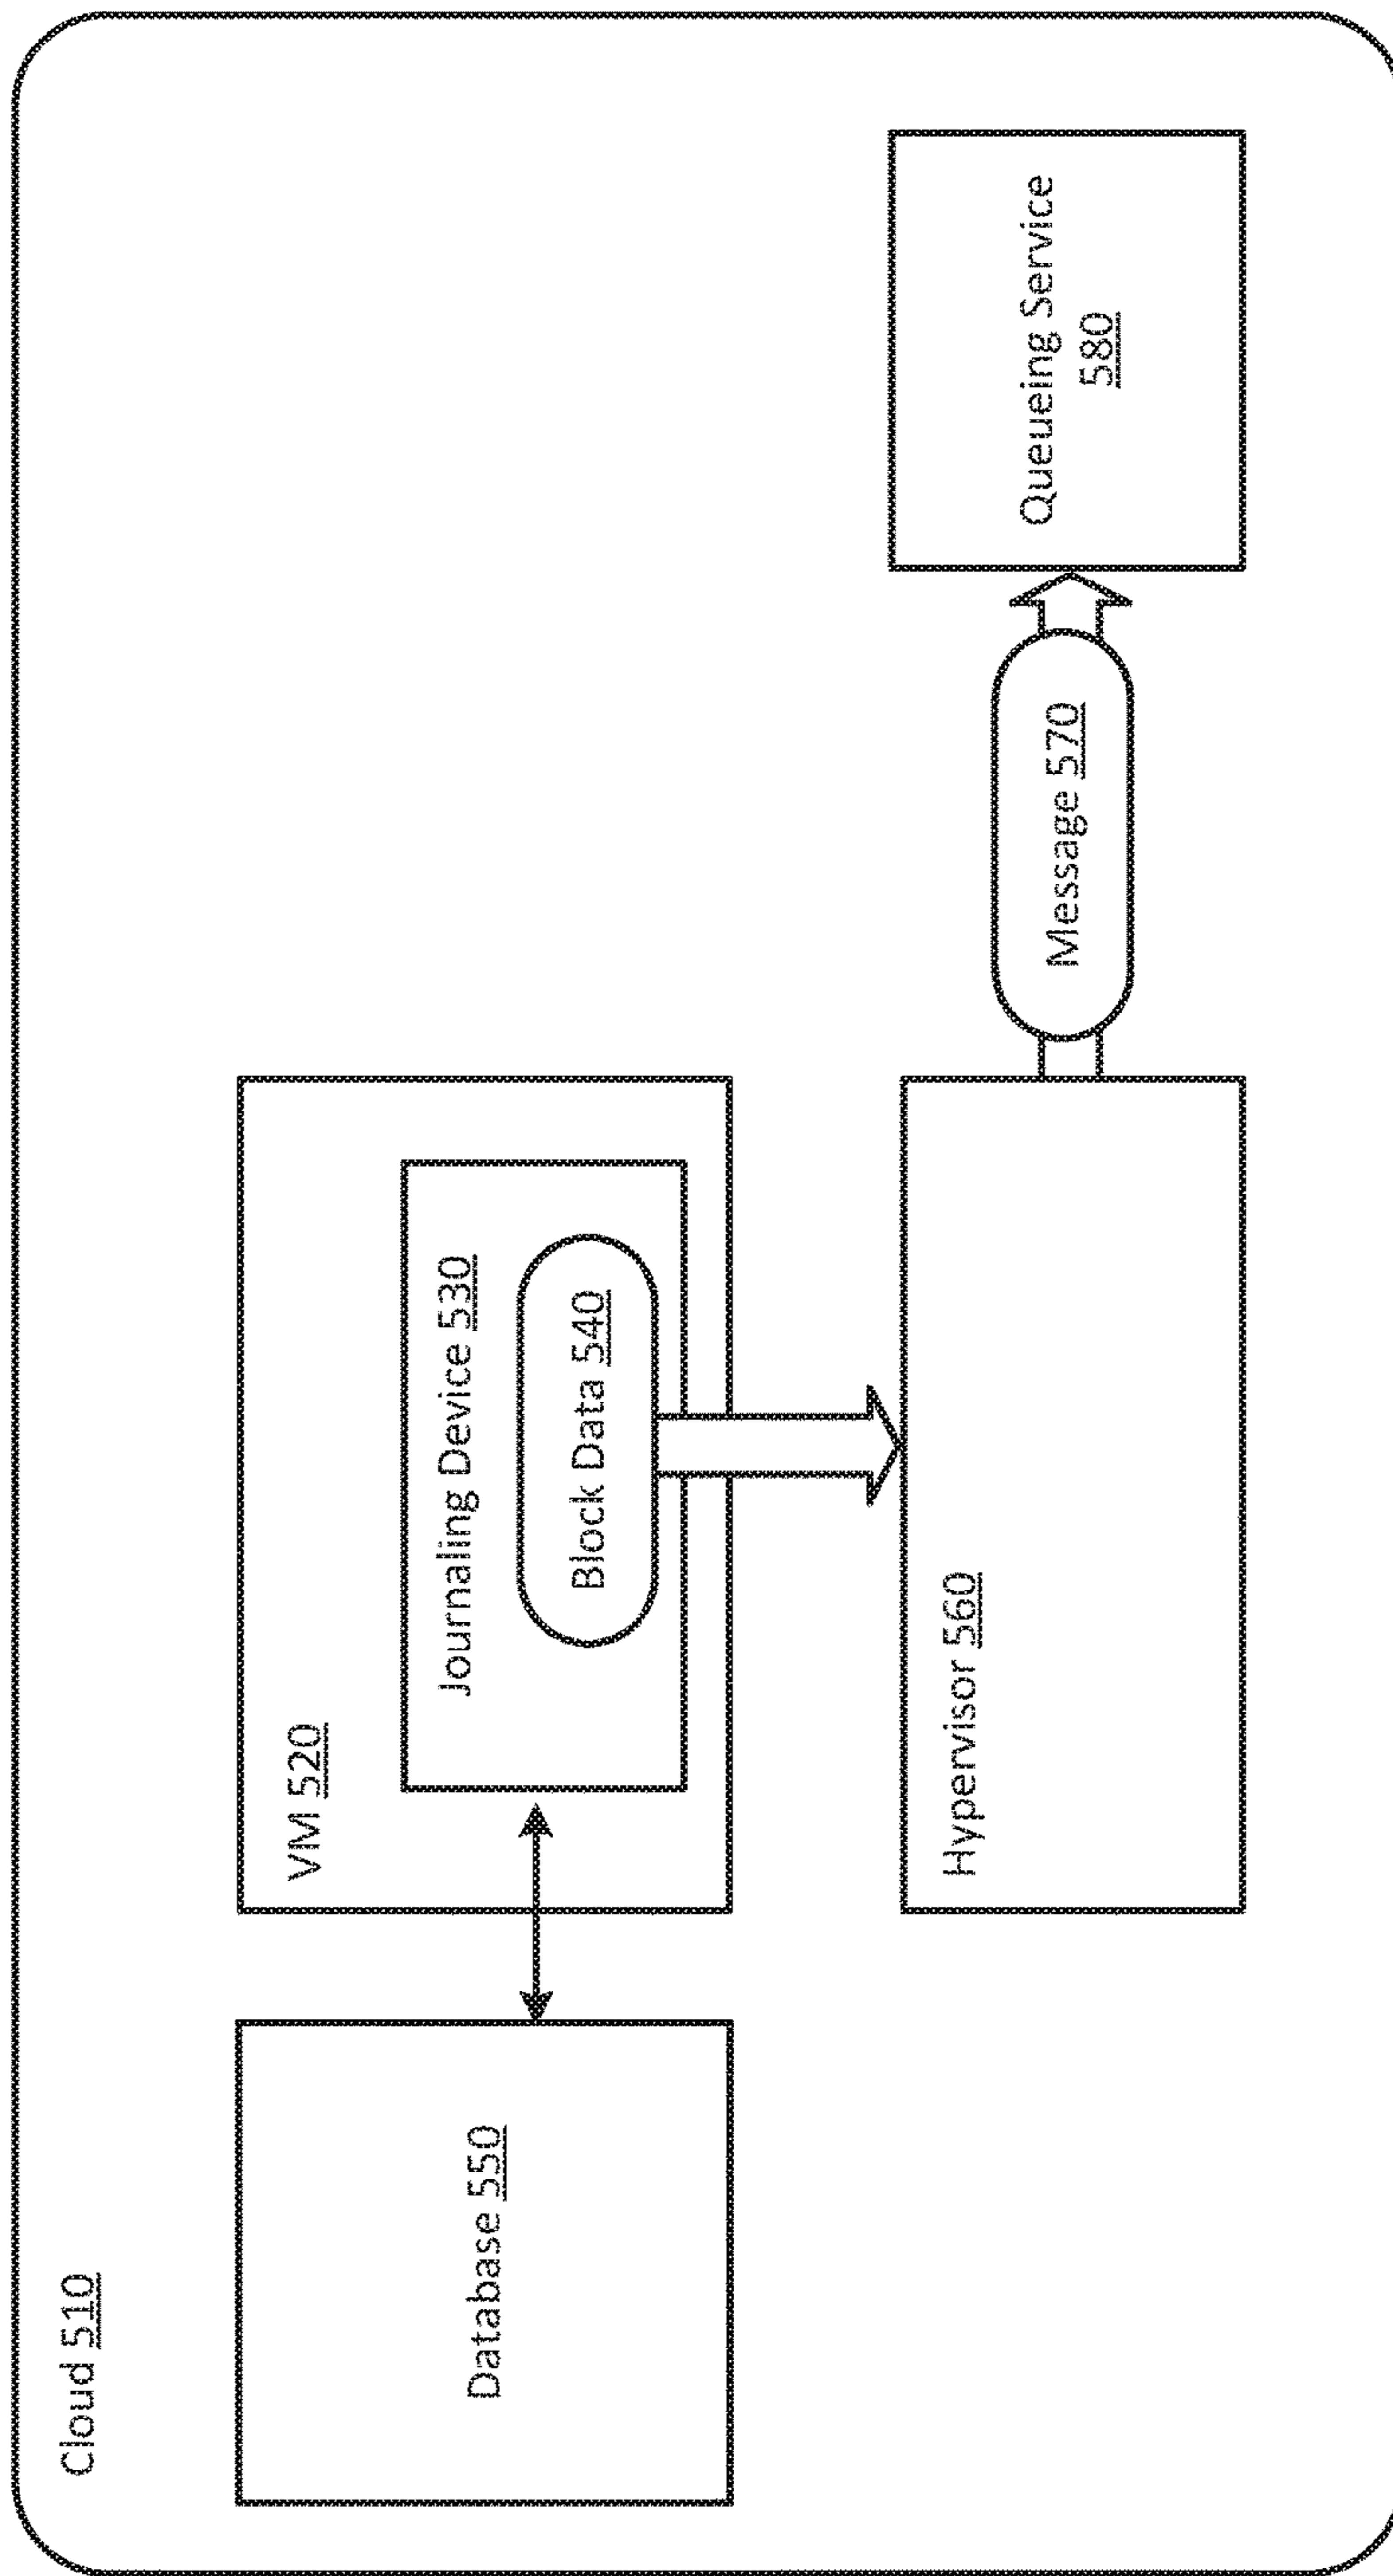 Cloud 510
Database 550
VM 520
Journaling Device 530
Block Data 540
Hypervisor 560
Message 570
Queueing Service
580